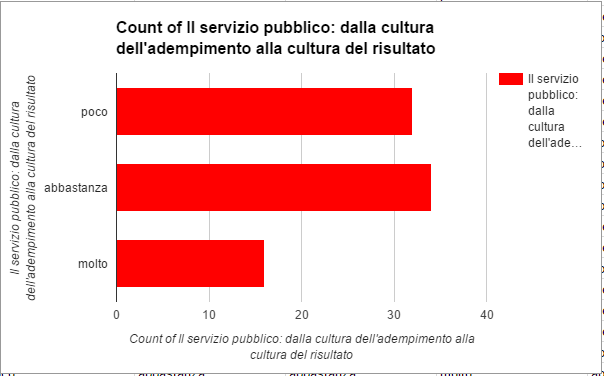 Count of Il servizio pubblico: dalla cultura
dell'adempimento alla cultura del risultato
Il servizio pubblico: dalla cultura
dell'adempimento alla cultura del risultato
poco
abbastanza
molto
0 10 20 30 40
Count of Il servizio pubblico: dalla cultura dell'adempimento alla
cultura del risultato
Il servizio
pubblico:
dalla
cultura
dell'ade…